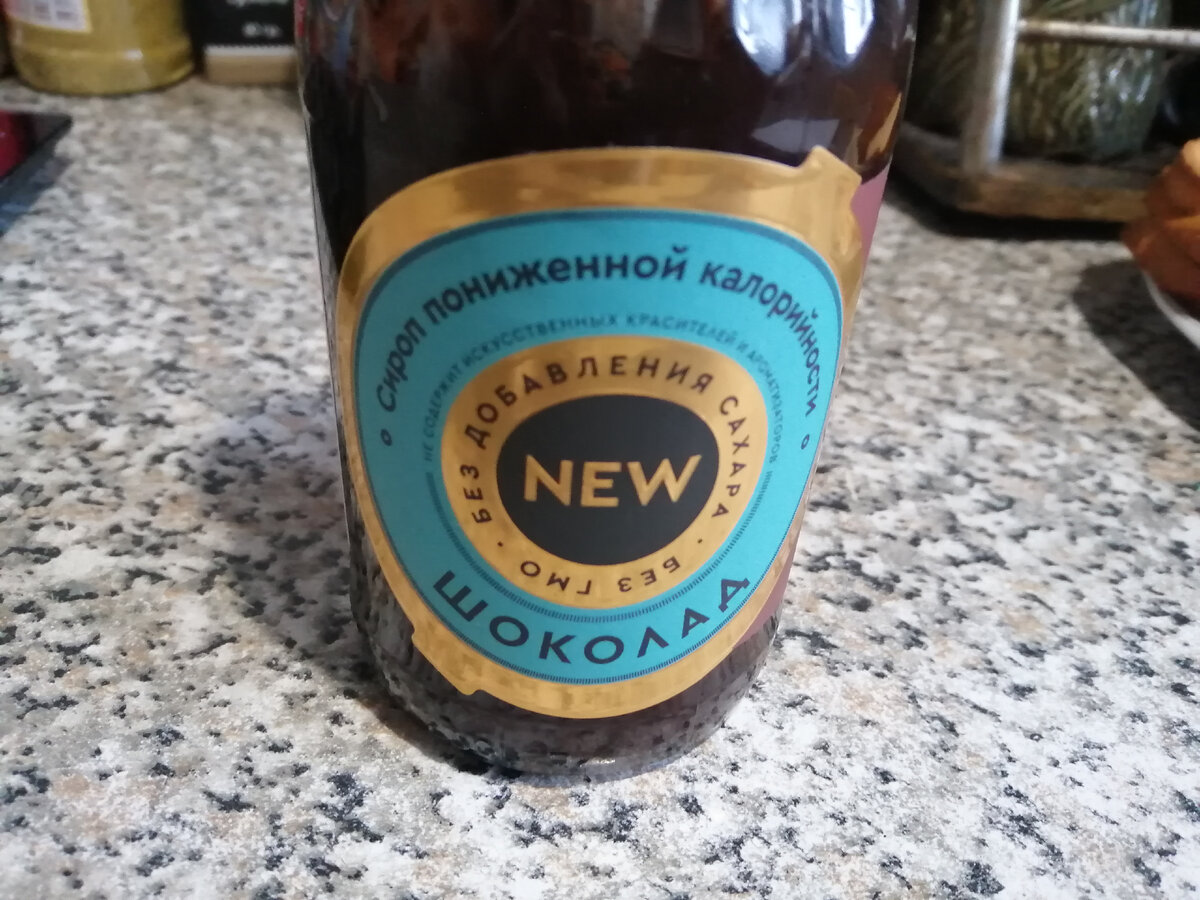 Сироп пониженной калорийности
НЕ СОДЕРЖИТ ИСКУССТВЕННЫХ КРАСИТЕЛЕЙ И АРОМАТИЗАТОРОВ
БЕЗ ДОБАВЛЕНИЯ САХАРА · БЕЗ ГМО ·
NEW
ШОКОЛАД